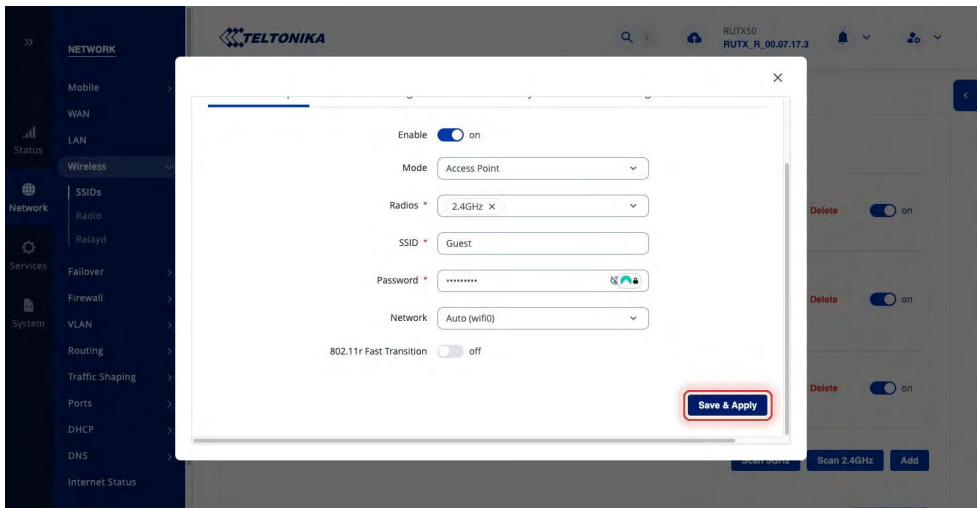 TELTONIKA
RUTX50
RUTX_R_00.07.17.3
NETWORK
Mobile
WAN
LAN
Wireless
SSIDs
Radio
Relayd
Failover
Firewall
VLAN
Routing
Traffic Shaping
Ports
DHCP
DNS
Internet Status
Status
Network
Services
System
Enable on
Mode Access Point
Radios * 2.4GHz ×
SSID * Guest
Password * •••••••••
Network Auto (wifi0)
802.11r Fast Transition off
Save & Apply
Delete on
Delete on
Delete on
Scan 5GHz Scan 2.4GHz Add